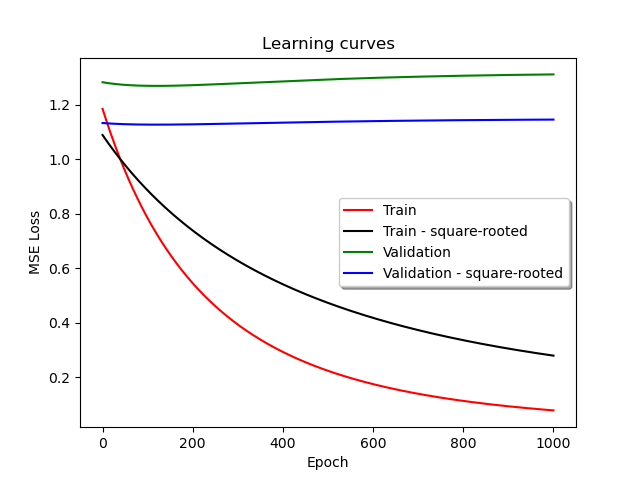 Learning curves
MSE Loss
1.2
1.0
0.8
0.6
0.4
0.2
Train
Train - square-rooted
Validation
Validation - square-rooted
0 200 400 600 800 1000
Epoch